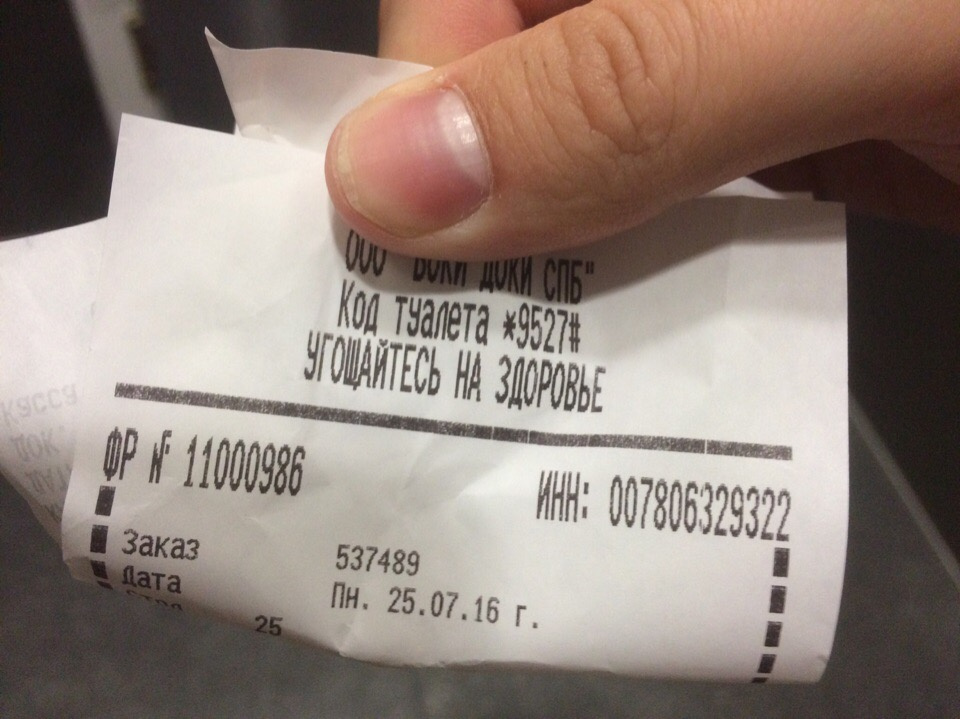 ООО "ВОКИ ДОКИ СПБ"
Код туалета *9527#
УГОЩАЙТЕСЬ НА ЗДОРОВЬЕ
ФР № 11000986 ИНН: 007806329322
Заказ 537489
Дата Пн. 25.07.16 г.
25
касса